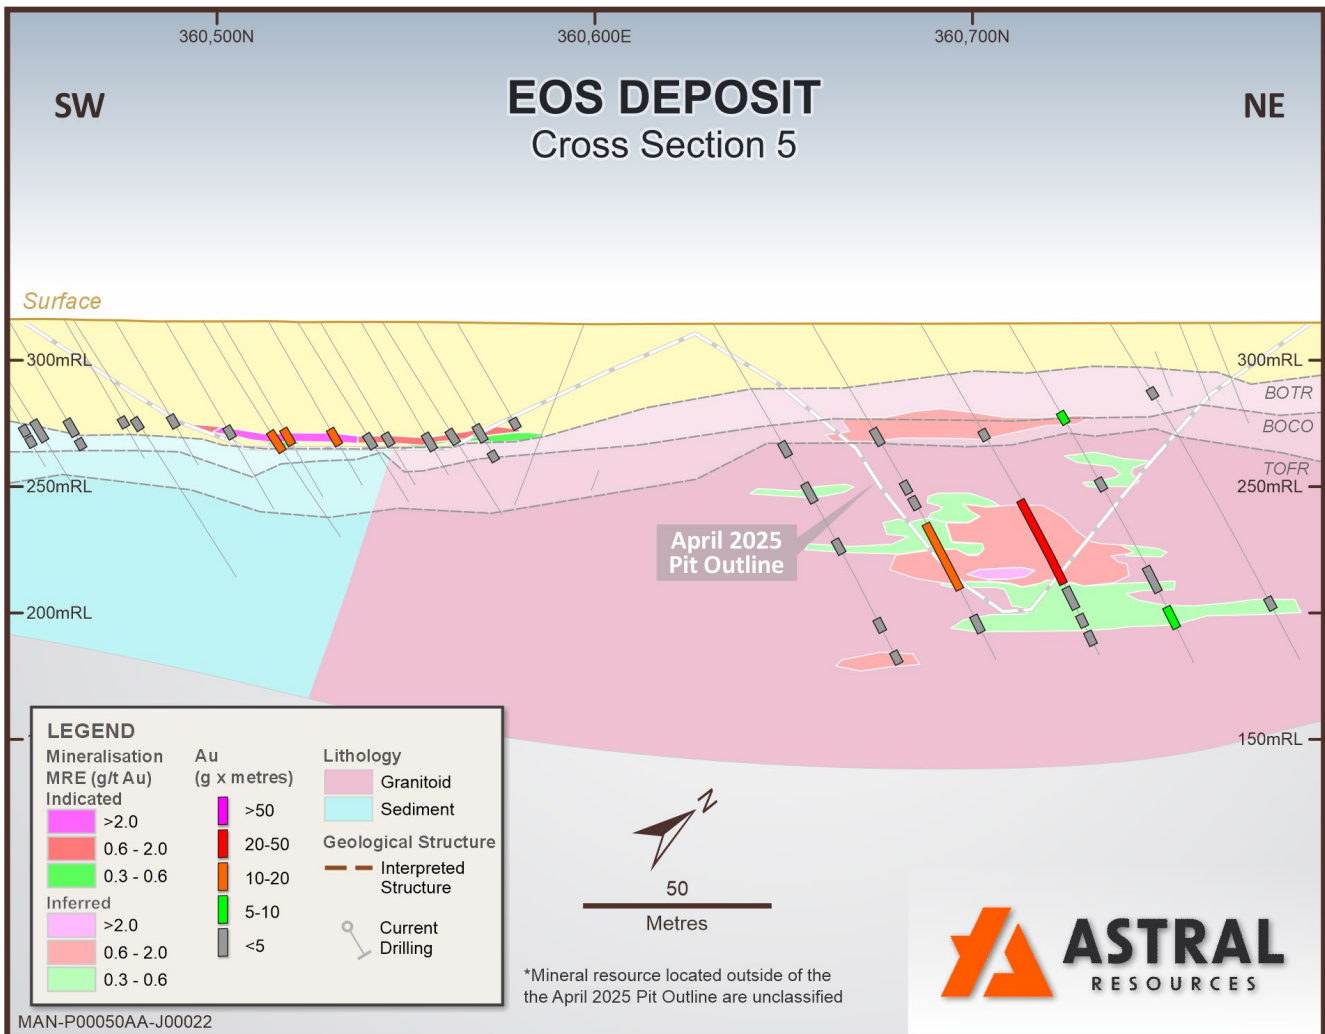 360,500N
360,600E
360,700N
SW
EOS DEPOSIT
NE
Cross Section 5
Surface
300mRL
300mRL
BOTR
BOCO
TOFR
250mRL
250mRL
April 2025
Pit Outline
200mRL
150mRL
LEGEND
Mineralisation
MRE (g/t Au)
Indicated
>2.0
0.6 - 2.0
0.3 - 0.6
Inferred
>2.0
0.6 - 2.0
0.3 - 0.6
Au
(g x metres)
>50
20-50
10-20
5-10
<5
Lithology
Granitoid
Sediment
Geological Structure
Interpreted
Structure
Current
Drilling
N
50
Metres
*Mineral resource located outside of the
the April 2025 Pit Outline are unclassified
ASTRAL
RESOURCES
MAN-P00050AA-J00022